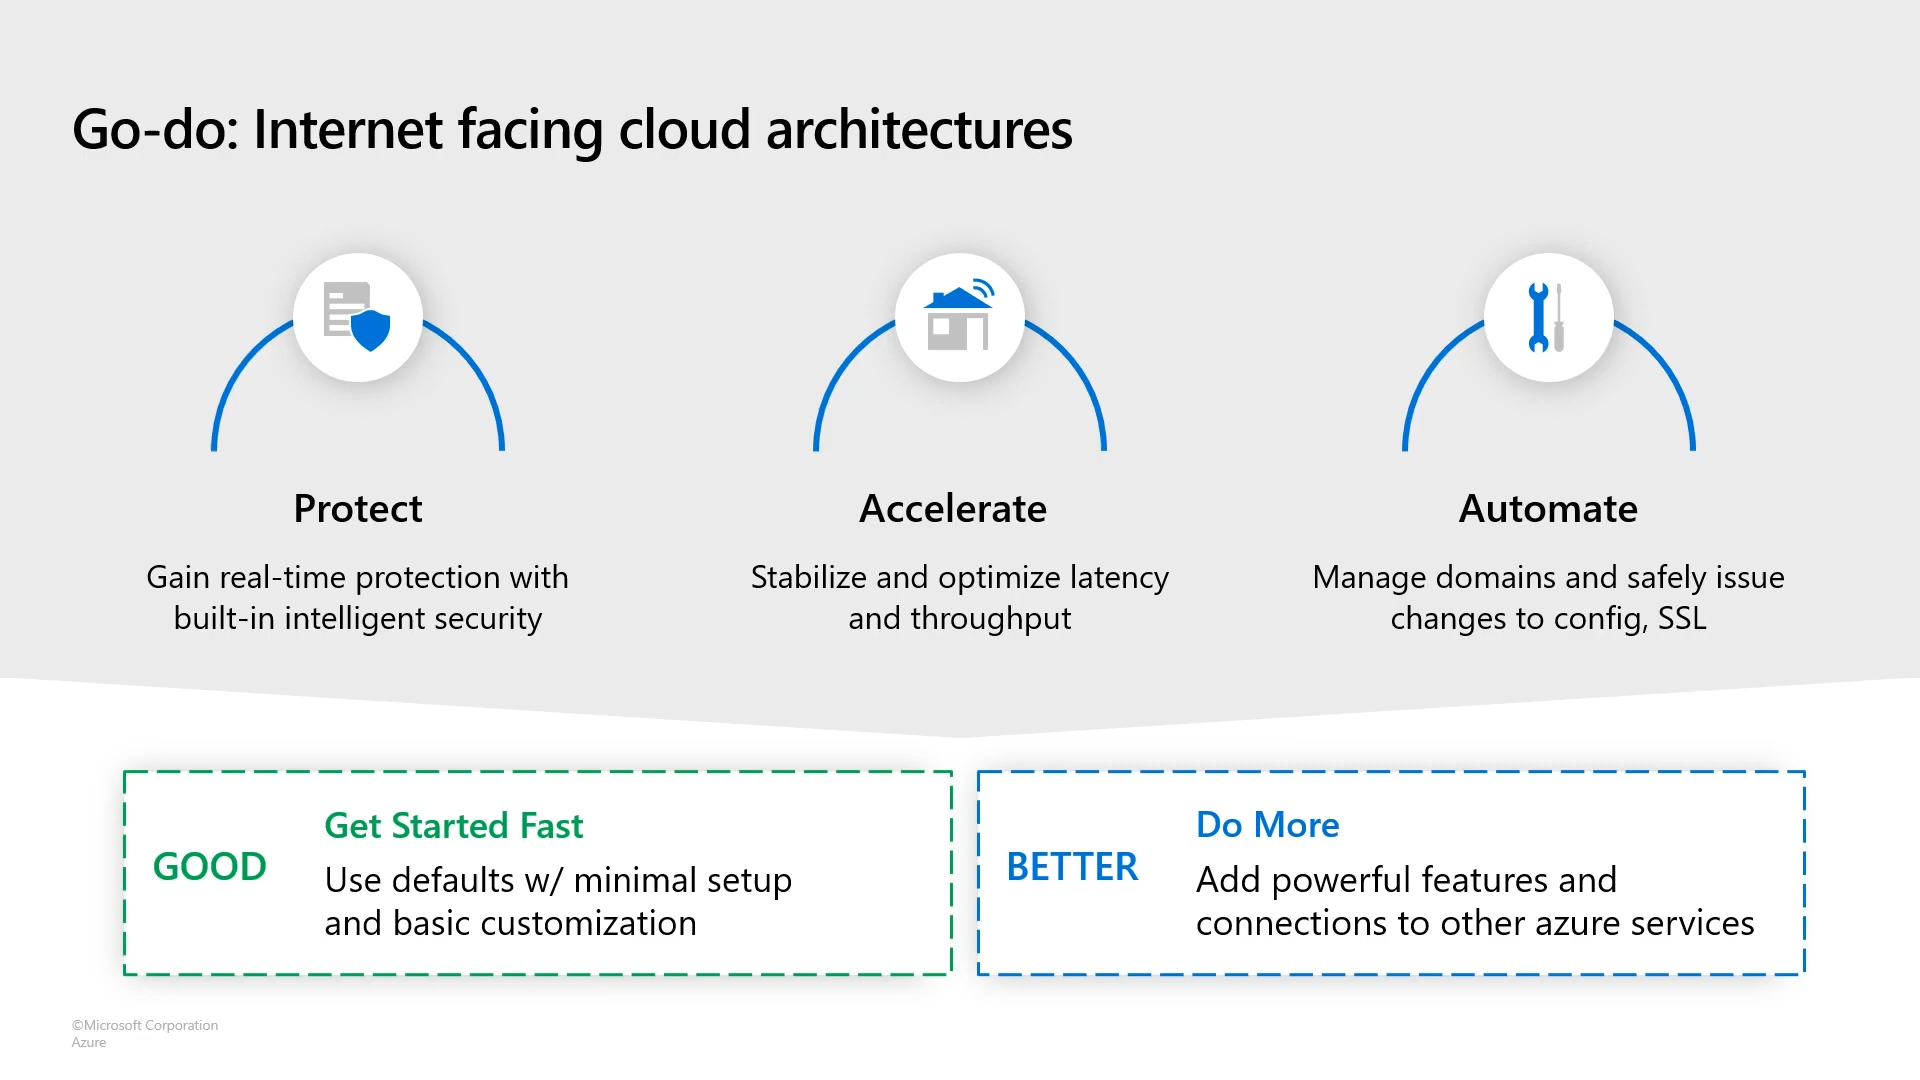 Go-do: Internet facing cloud architectures
Protect
Gain real-time protection with
built-in intelligent security
Accelerate
Stabilize and optimize latency
and throughput
Automate
Manage domains and safely issue
changes to config, SSL
GOOD
Get Started Fast
Use defaults w/ minimal setup
and basic customization
BETTER
Do More
Add powerful features and
connections to other azure services
©Microsoft Corporation
Azure